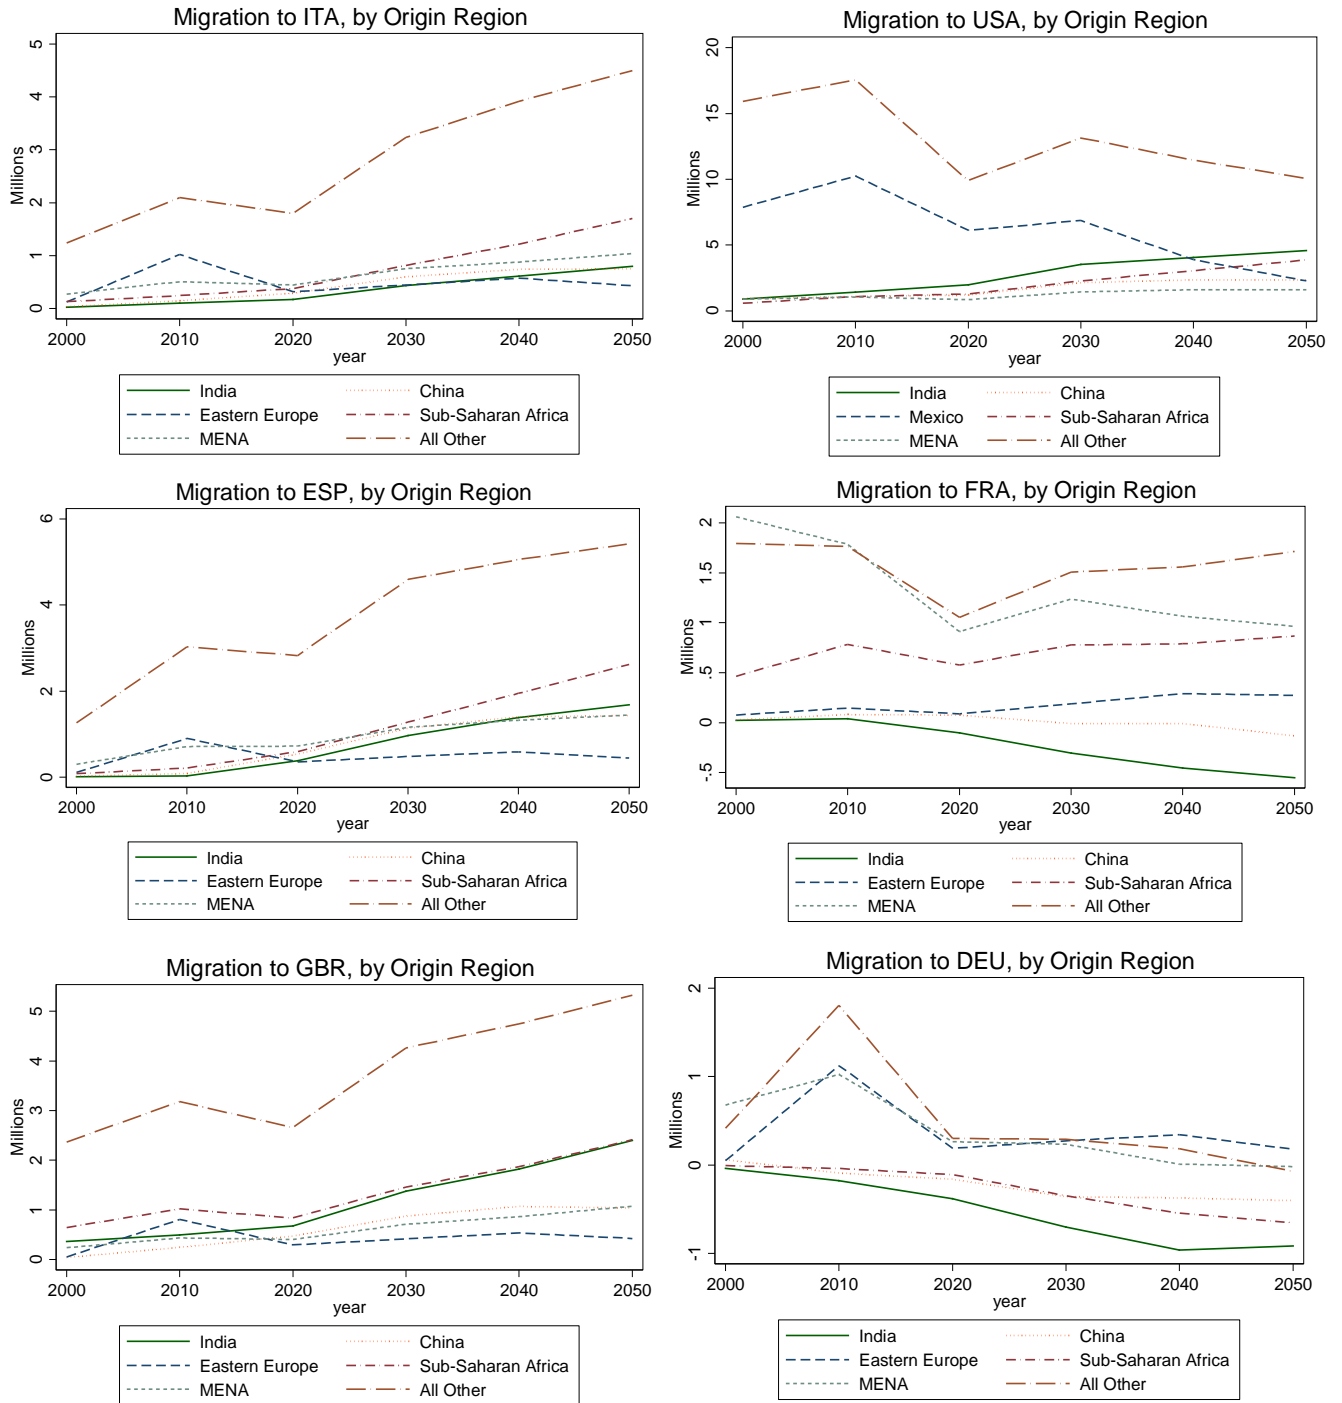 Migration to ITA, by Origin Region
Millions
5
4
3
2
1
0
2000 2010 2020 2030 2040 2050
year
India China
Eastern Europe Sub-Saharan Africa
MENA All Other
Migration to USA, by Origin Region
Millions
20
15
10
5
0
2000 2010 2020 2030 2040 2050
year
India China
Mexico Sub-Saharan Africa
MENA All Other
Migration to ESP, by Origin Region
Millions
6
4
2
0
2000 2010 2020 2030 2040 2050
year
India China
Eastern Europe Sub-Saharan Africa
MENA All Other
Migration to FRA, by Origin Region
Millions
2
1.5
1
.5
0
-.5
2000 2010 2020 2030 2040 2050
year
India China
Eastern Europe Sub-Saharan Africa
MENA All Other
Migration to GBR, by Origin Region
Millions
5
4
3
2
1
0
2000 2010 2020 2030 2040 2050
year
India China
Eastern Europe Sub-Saharan Africa
MENA All Other
Migration to DEU, by Origin Region
Millions
2
1
0
-1
2000 2010 2020 2030 2040 2050
year
India China
Eastern Europe Sub-Saharan Africa
MENA All Other